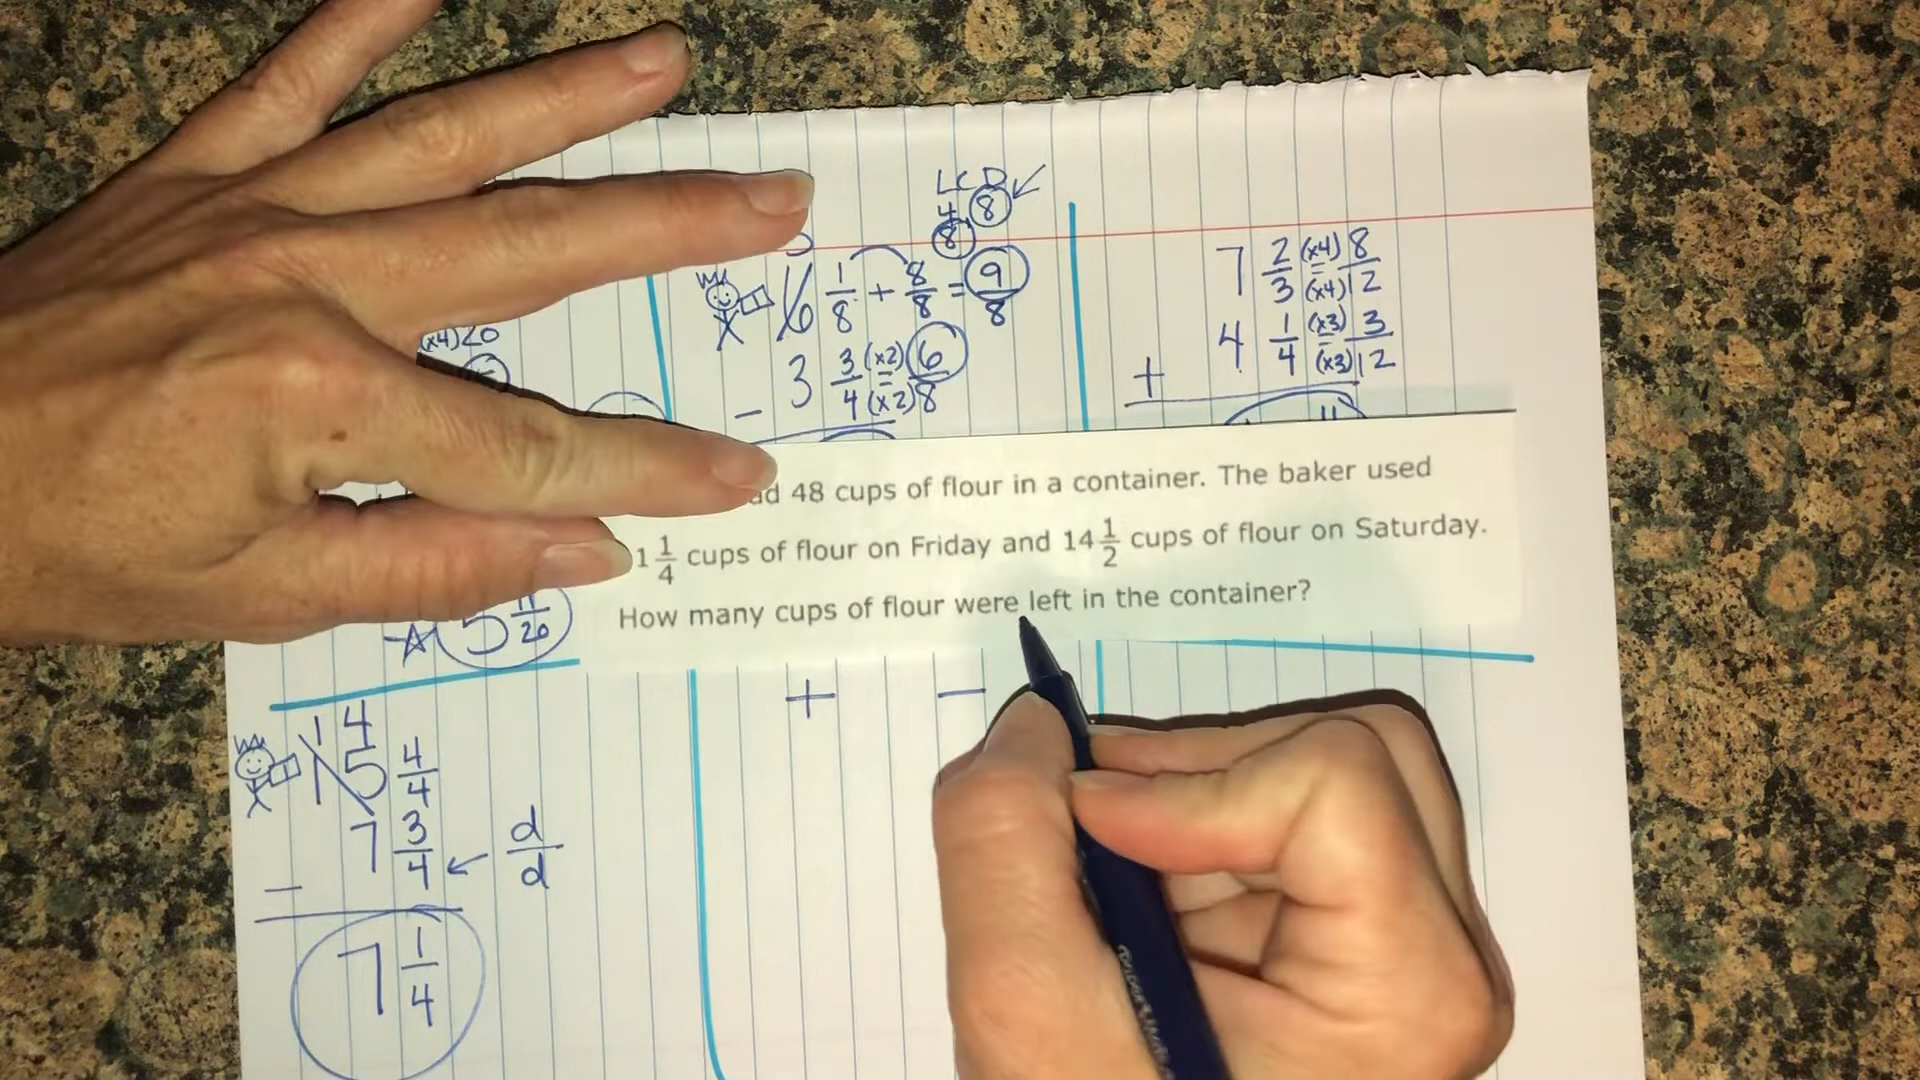 LCD
4, 8
8
6 1/8 + 8/8 = 9/8
- 3 3/4 (x2) = (x2) 6/8
7 2/3 (x4) = (x4) 8/12
+ 4 1/4 (x3) = (x3) 3/12
11
(x4) 20
5 11/20
48 cups of flour in a container. The baker used
1 1/4 cups of flour on Friday and 14 1/2 cups of flour on Saturday.
How many cups of flour were left in the container?
+ -
14
15 4/4
- 7 3/4
d/d
7 1/4